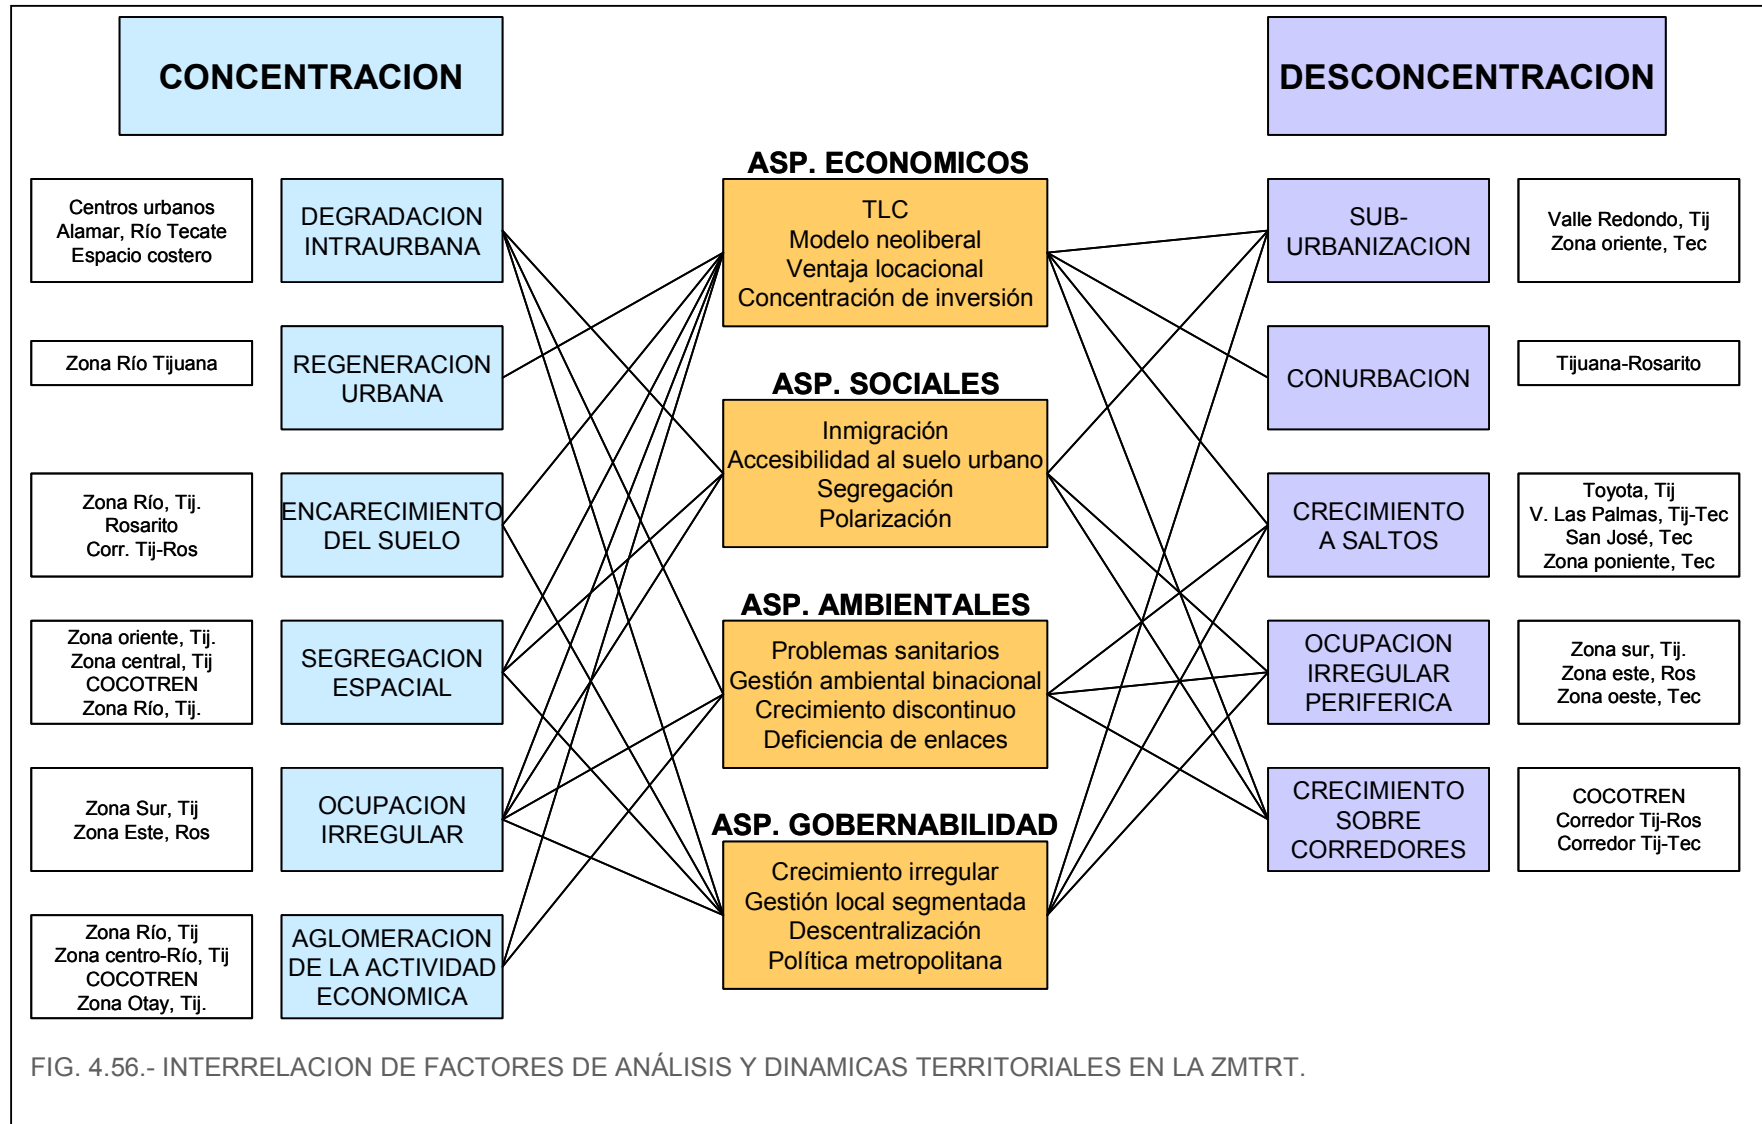 CONCENTRACION
DESCONCENTRACION
Centros urbanos
Alamar, Río Tecate
Espacio costero
DEGRADACION
INTRAURBANA
Zona Río Tijuana
REGENERACION
URBANA
Zona Río, Tij.
Rosarito
Corr. Tij-Ros
ENCARECIMIENTO
DEL SUELO
Zona oriente, Tij.
Zona central, Tij
COCOTREN
Zona Río, Tij.
SEGREGACION
ESPACIAL
Zona Sur, Tij
Zona Este, Ros
OCUPACION
IRREGULAR
Zona Río, Tij
Zona centro-Río, Tij
COCOTREN
Zona Otay, Tij.
AGLOMERACION
DE LA ACTIVIDAD
ECONOMICA
ASP. ECONOMICOS
TLC
Modelo neoliberal
Ventaja locacional
Concentración de inversión
ASP. SOCIALES
Inmigración
Accesibilidad al suelo urbano
Segregación
Polarización
ASP. AMBIENTALES
Problemas sanitarios
Gestión ambiental binacional
Crecimiento discontinuo
Deficiencia de enlaces
ASP. GOBERNABILIDAD
Crecimiento irregular
Gestión local segmentada
Descentralización
Política metropolitana
SUB-
URBANIZACION
Valle Redondo, Tij
Zona oriente, Tec
CONURBACION
Tijuana-Rosarito
CRECIMIENTO
A SALTOS
Toyota, Tij
V. Las Palmas, Tij-Tec
San José, Tec
Zona poniente, Tec
OCUPACION
IRREGULAR
PERIFERICA
Zona sur, Tij.
Zona este, Ros
Zona oeste, Tec
CRECIMIENTO
SOBRE
CORREDORES
COCOTREN
Corredor Tij-Ros
Corredor Tij-Tec
FIG. 4.56.- INTERRELACION DE FACTORES DE ANÁLISIS Y DINAMICAS TERRITORIALES EN LA ZMTRT.